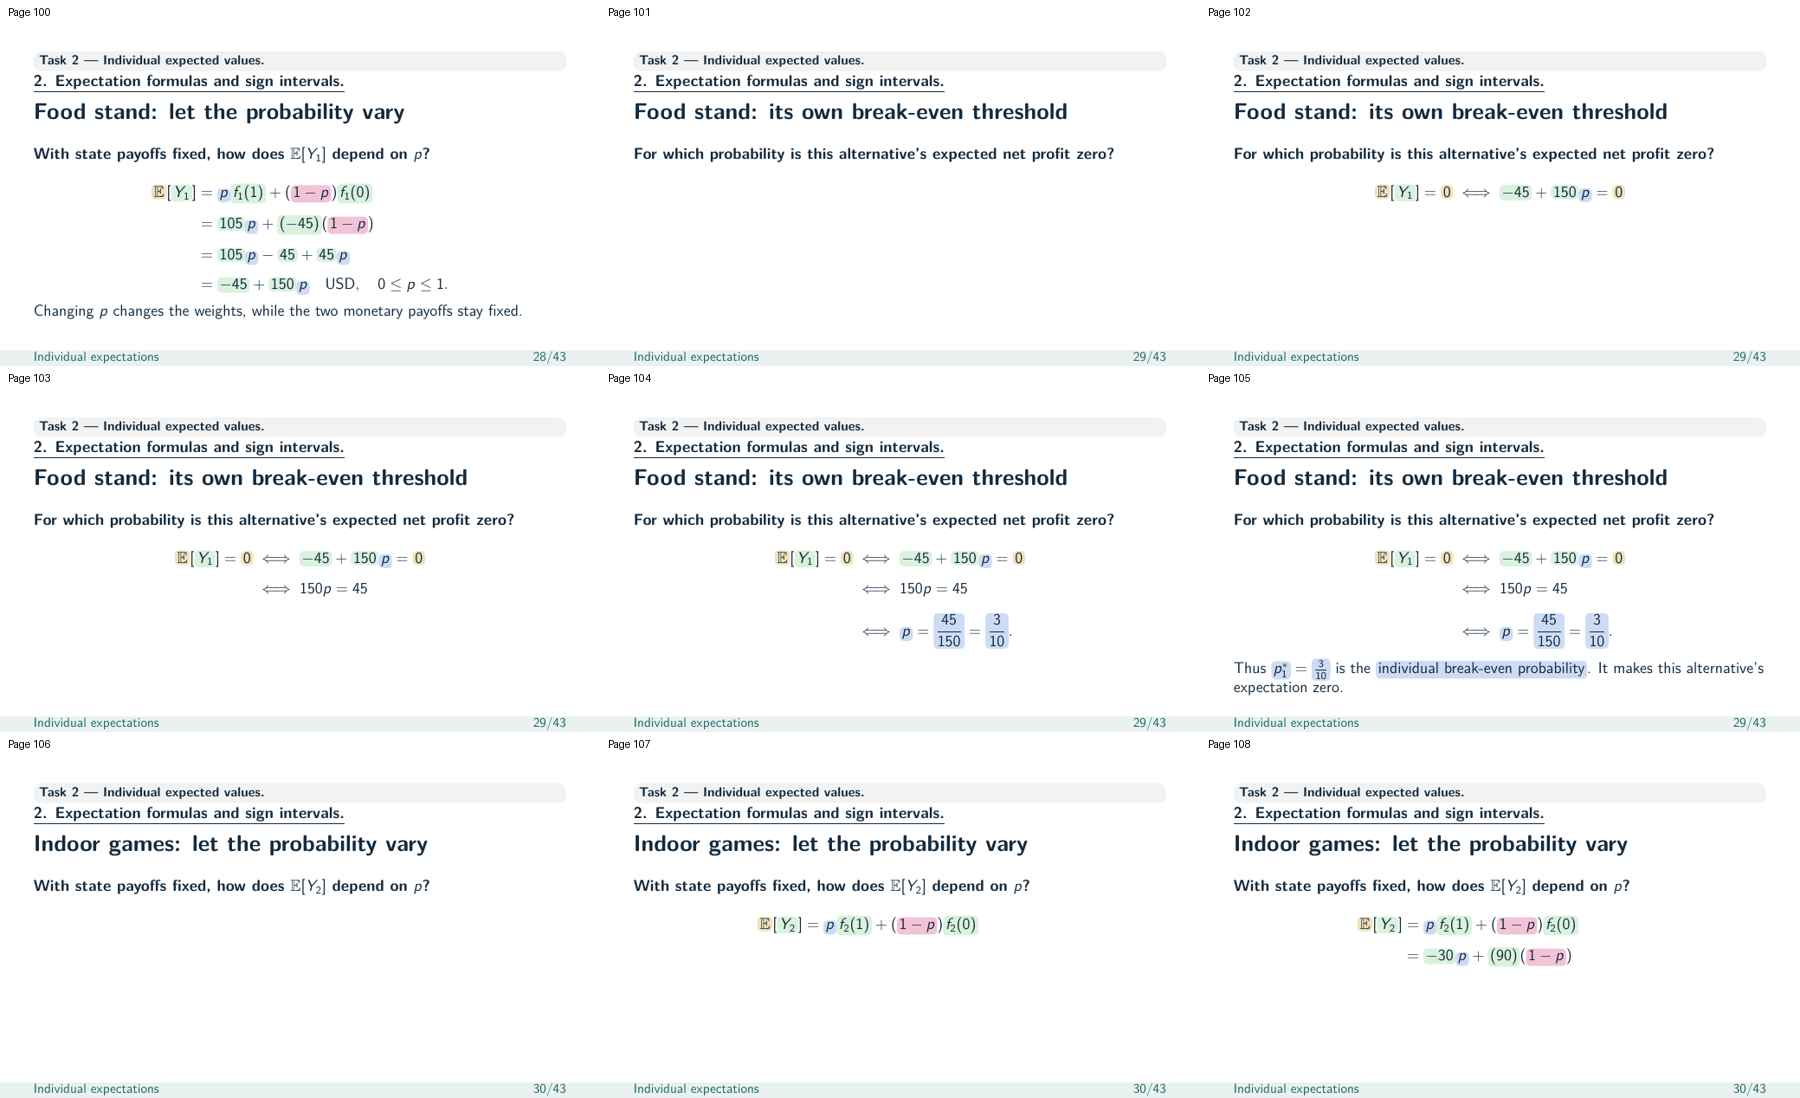 Page 100
Task 2 — Individual expected values.
2. Expectation formulas and sign intervals.
Food stand: let the probability vary
With state payoffs fixed, how does 𝔼[Y₁] depend on p?
𝔼[Y₁] = p f₁(1) + (1 − p) f₁(0)
= 105 p + (−45)(1 − p)
= 105 p − 45 + 45 p
= −45 + 150 p USD, 0 ≤ p ≤ 1.
Changing p changes the weights, while the two monetary payoffs stay fixed.
Individual expectations 28/43
Page 101
Task 2 — Individual expected values.
2. Expectation formulas and sign intervals.
Food stand: its own break-even threshold
For which probability is this alternative's expected net profit zero?
Individual expectations 29/43
Page 102
Task 2 — Individual expected values.
2. Expectation formulas and sign intervals.
Food stand: its own break-even threshold
For which probability is this alternative's expected net profit zero?
𝔼[Y₁] = 0 ⟺ −45 + 150 p = 0
Individual expectations 29/43
Page 103
Task 2 — Individual expected values.
2. Expectation formulas and sign intervals.
Food stand: its own break-even threshold
For which probability is this alternative's expected net profit zero?
𝔼[Y₁] = 0 ⟺ −45 + 150 p = 0
⟺ 150p = 45
Individual expectations 29/43
Page 104
Task 2 — Individual expected values.
2. Expectation formulas and sign intervals.
Food stand: its own break-even threshold
For which probability is this alternative's expected net profit zero?
𝔼[Y₁] = 0 ⟺ −45 + 150 p = 0
⟺ 150p = 45
⟺ p = 45/150 = 3/10.
Individual expectations 29/43
Page 105
Task 2 — Individual expected values.
2. Expectation formulas and sign intervals.
Food stand: its own break-even threshold
For which probability is this alternative's expected net profit zero?
𝔼[Y₁] = 0 ⟺ −45 + 150 p = 0
⟺ 150p = 45
⟺ p = 45/150 = 3/10.
Thus p₁* = 3/10 is the individual break-even probability. It makes this alternative's
expectation zero.
Individual expectations 29/43
Page 106
Task 2 — Individual expected values.
2. Expectation formulas and sign intervals.
Indoor games: let the probability vary
With state payoffs fixed, how does 𝔼[Y₂] depend on p?
Individual expectations 30/43
Page 107
Task 2 — Individual expected values.
2. Expectation formulas and sign intervals.
Indoor games: let the probability vary
With state payoffs fixed, how does 𝔼[Y₂] depend on p?
𝔼[Y₂] = p f₂(1) + (1 − p) f₂(0)
Individual expectations 30/43
Page 108
Task 2 — Individual expected values.
2. Expectation formulas and sign intervals.
Indoor games: let the probability vary
With state payoffs fixed, how does 𝔼[Y₂] depend on p?
𝔼[Y₂] = p f₂(1) + (1 − p) f₂(0)
= −30 p + (90)(1 − p)
Individual expectations 30/43